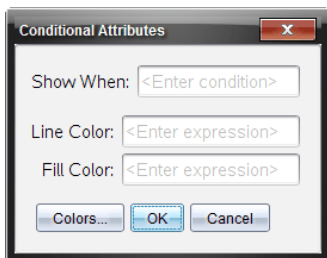 Conditional Attributes
X
Show When: <Enter condition>
Line Color: <Enter expression>
Fill Color: <Enter expression>
Colors... OK Cancel